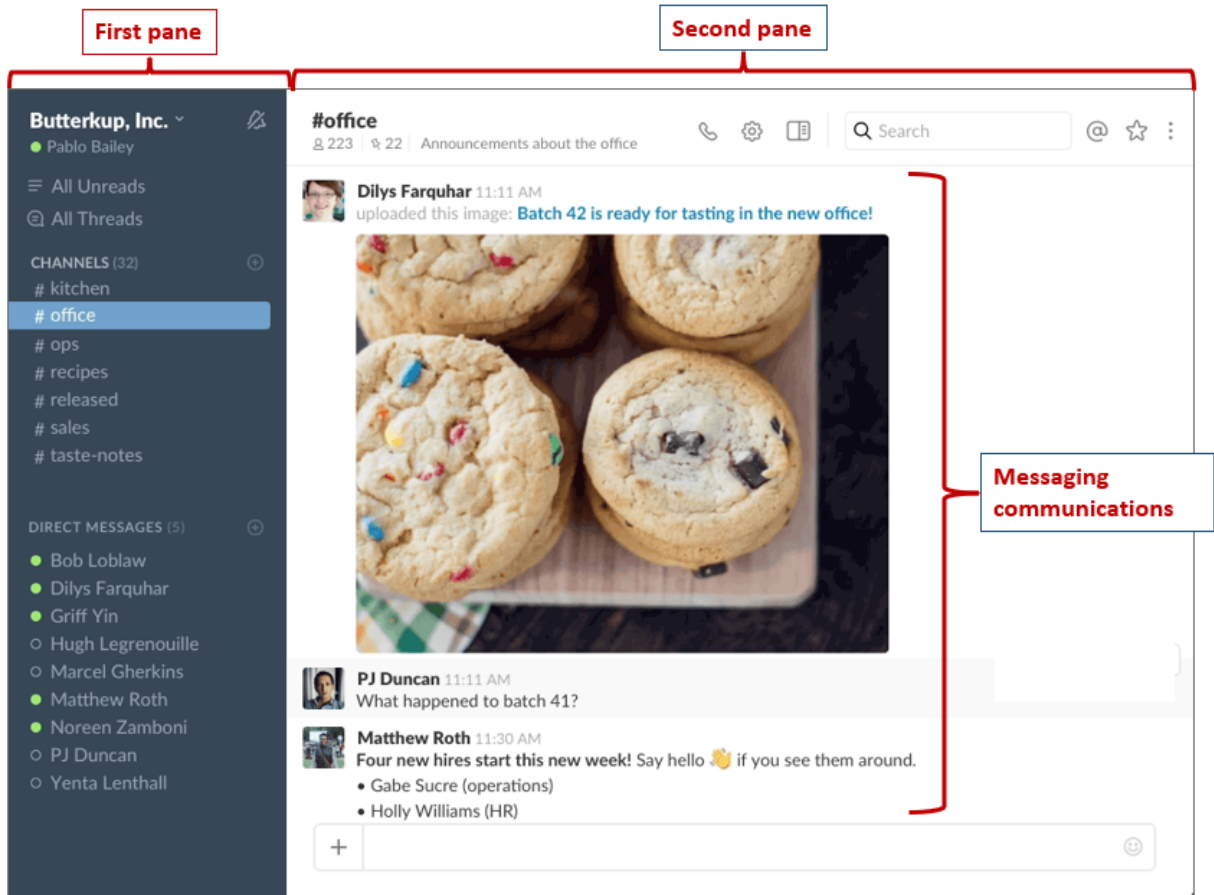 First pane
Second pane
Butterkup, Inc.
Pablo Bailey
All Unreads
All Threads
CHANNELS (32)
# kitchen
# office
# ops
# recipes
# released
# sales
# taste-notes
DIRECT MESSAGES (5)
Bob Loblaw
Dilys Farquhar
Griff Yin
Hugh Legrenouille
Marcel Gherkins
Matthew Roth
Noreen Zamboni
PJ Duncan
Yenta Lenthall
#office
223 | 22 | Announcements about the office
Search
Dilys Farquhar 11:11 AM
uploaded this image: Batch 42 is ready for tasting in the new office!
PJ Duncan 11:11 AM
What happened to batch 41?
Matthew Roth 11:30 AM
Four new hires start this new week! Say hello 👋 if you see them around.
• Gabe Sucre (operations)
• Holly Williams (HR)
Messaging
communications